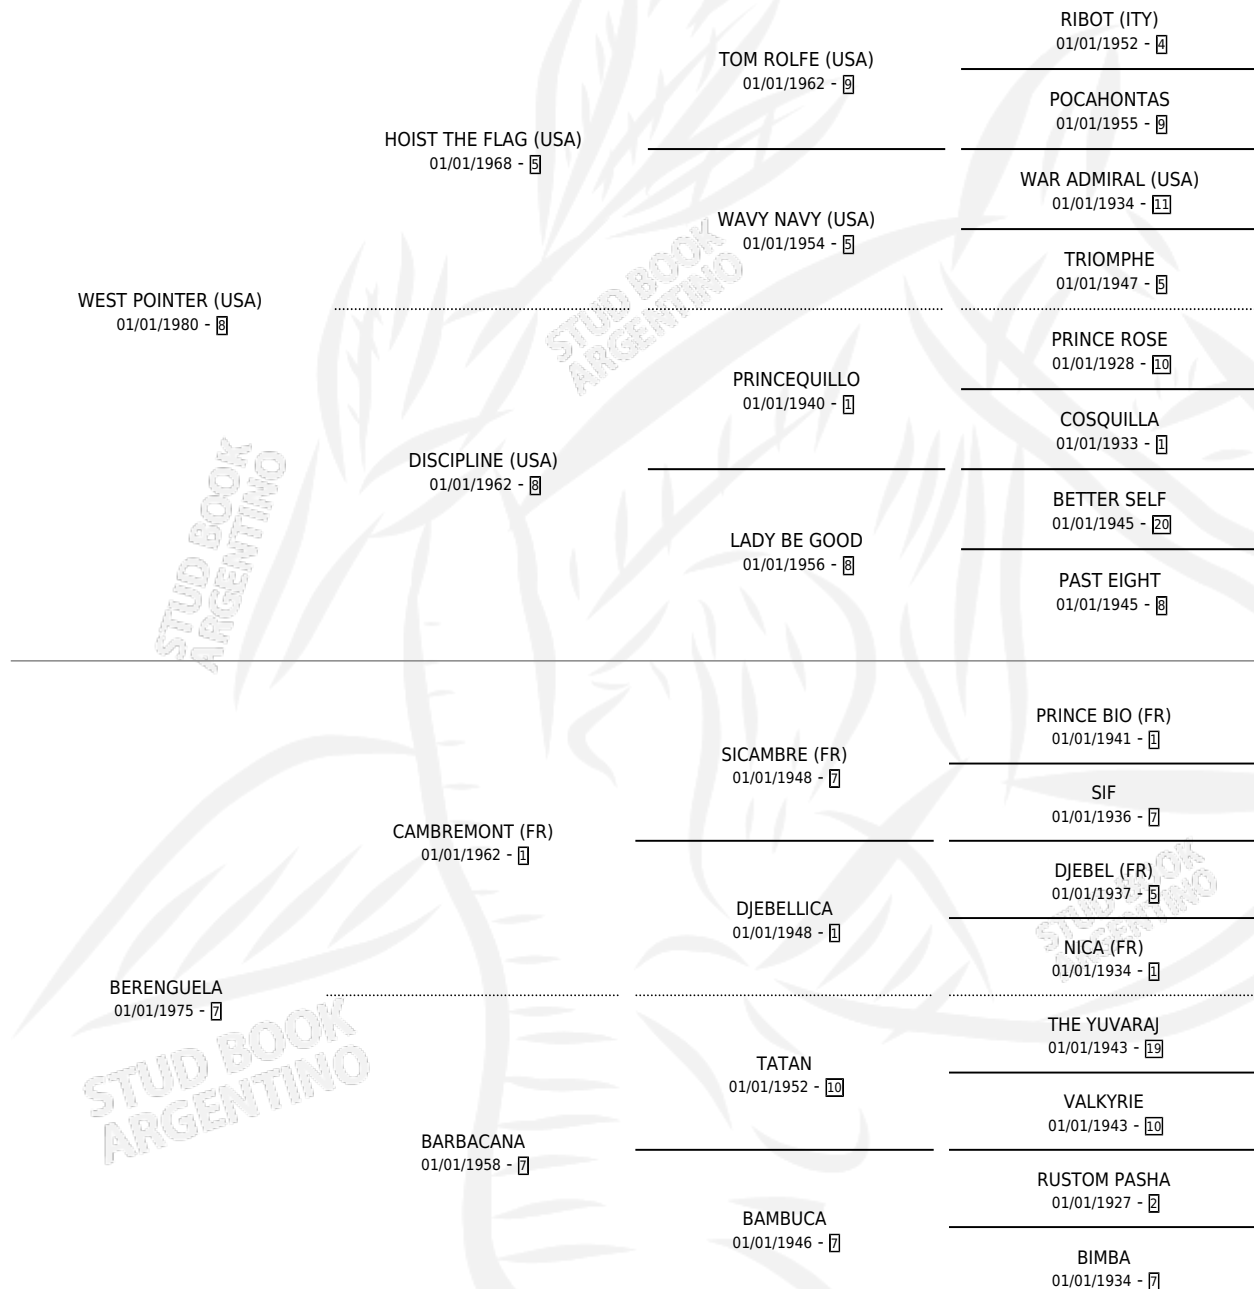 RIBOT (ITY)
01/01/1952 - 4
TOM ROLFE (USA)
01/01/1962 - 9
POCAHONTAS
01/01/1955 - 9
HOIST THE FLAG (USA)
01/01/1968 - 5
WAR ADMIRAL (USA)
01/01/1934 - 11
WAVY NAVY (USA)
01/01/1954 - 5
TRIOMPHE
01/01/1947 - 5
WEST POINTER (USA)
01/01/1980 - 8
PRINCE ROSE
01/01/1928 - 10
PRINCEQUILLO
01/01/1940 - 1
COSQUILLA
01/01/1933 - 1
DISCIPLINE (USA)
01/01/1962 - 8
BETTER SELF
01/01/1945 - 20
LADY BE GOOD
01/01/1956 - 8
PAST EIGHT
01/01/1945 - 8
PRINCE BIO (FR)
01/01/1941 - 1
SICAMBRE (FR)
01/01/1948 - 7
SIF
01/01/1936 - 7
CAMBREMONT (FR)
01/01/1962 - 1
DJEBEL (FR)
01/01/1937 - 5
DJEBELLICA
01/01/1948 - 1
NICA (FR)
01/01/1934 - 1
BERENGUELA
01/01/1975 - 7
THE YUVARAJ
01/01/1943 - 19
TATAN
01/01/1952 - 10
VALKYRIE
01/01/1943 - 10
BARBACANA
01/01/1958 - 7
RUSTOM PASHA
01/01/1927 - 2
BAMBUCA
01/01/1946 - 7
BIMBA
01/01/1934 - 7
STUD BOOK
ARGENTINO
STUD BOOK
ARGENTINO
STUD BOOK
ARGENTINO
STUD BOOK
ARGENTINO